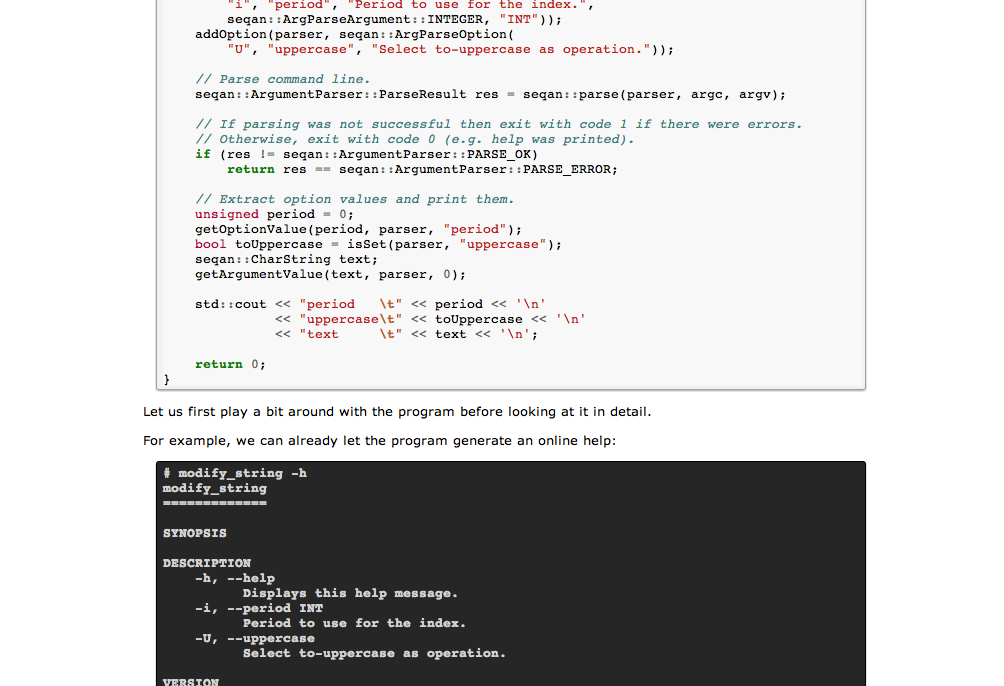 "i", "period", "Period to use for the index.",
seqan::ArgParseArgument::INTEGER, "INT"));
addOption(parser, seqan::ArgParseOption(
"U", "uppercase", "Select to-uppercase as operation."));
// Parse command line.
seqan::ArgumentParser::ParseResult res = seqan::parse(parser, argc, argv);
// If parsing was not successful then exit with code 1 if there were errors.
// Otherwise, exit with code 0 (e.g. help was printed).
if (res != seqan::ArgumentParser::PARSE_OK)
return res == seqan::ArgumentParser::PARSE_ERROR;
// Extract option values and print them.
unsigned period = 0;
getOptionValue(period, parser, "period");
bool toUppercase = isSet(parser, "uppercase");
seqan::CharString text;
getArgumentValue(text, parser, 0);
std::cout << "period   \t" << period << '\n'
<< "uppercase\t" << toUppercase << '\n'
<< "text     \t" << text << '\n';
return 0;
}
Let us first play a bit around with the program before looking at it in detail.
For example, we can already let the program generate an online help:
# modify_string -h
modify_string
=============
SYNOPSIS
DESCRIPTION
-h, --help
Displays this help message.
-i, --period INT
Period to use for the index.
-U, --uppercase
Select to-uppercase as operation.
VERSION